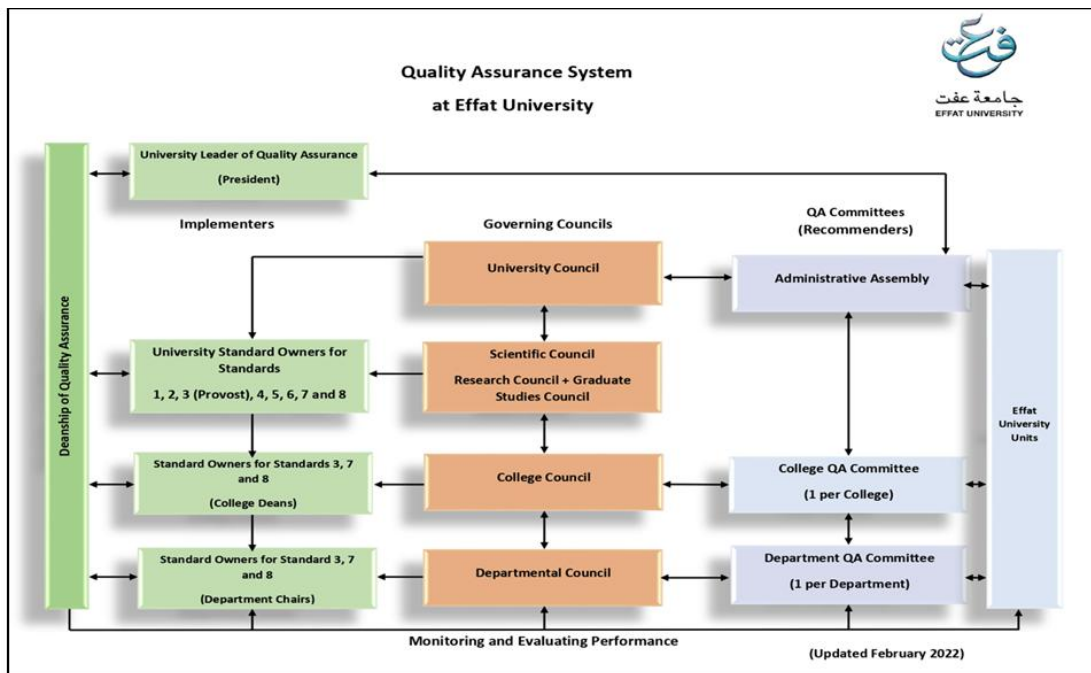 Quality Assurance System
at Effat University
جامعة عفت
EFFAT UNIVERSITY
Deanship of Quality Assurance
University Leader of Quality Assurance
(President)
Implementers
Governing Councils
QA Committees
(Recommenders)
University Council
Administrative Assembly
University Standard Owners for
Standards
1, 2, 3 (Provost), 4, 5, 6, 7 and 8
Scientific Council
Research Council + Graduate
Studies Council
Effat
University
Units
Standard Owners for Standards 3, 7
and 8
(College Deans)
College Council
College QA Committee
(1 per College)
Standard Owners for Standard 3, 7
and 8
(Department Chairs)
Departmental Council
Department QA Committee
(1 per Department)
Monitoring and Evaluating Performance
(Updated February 2022)